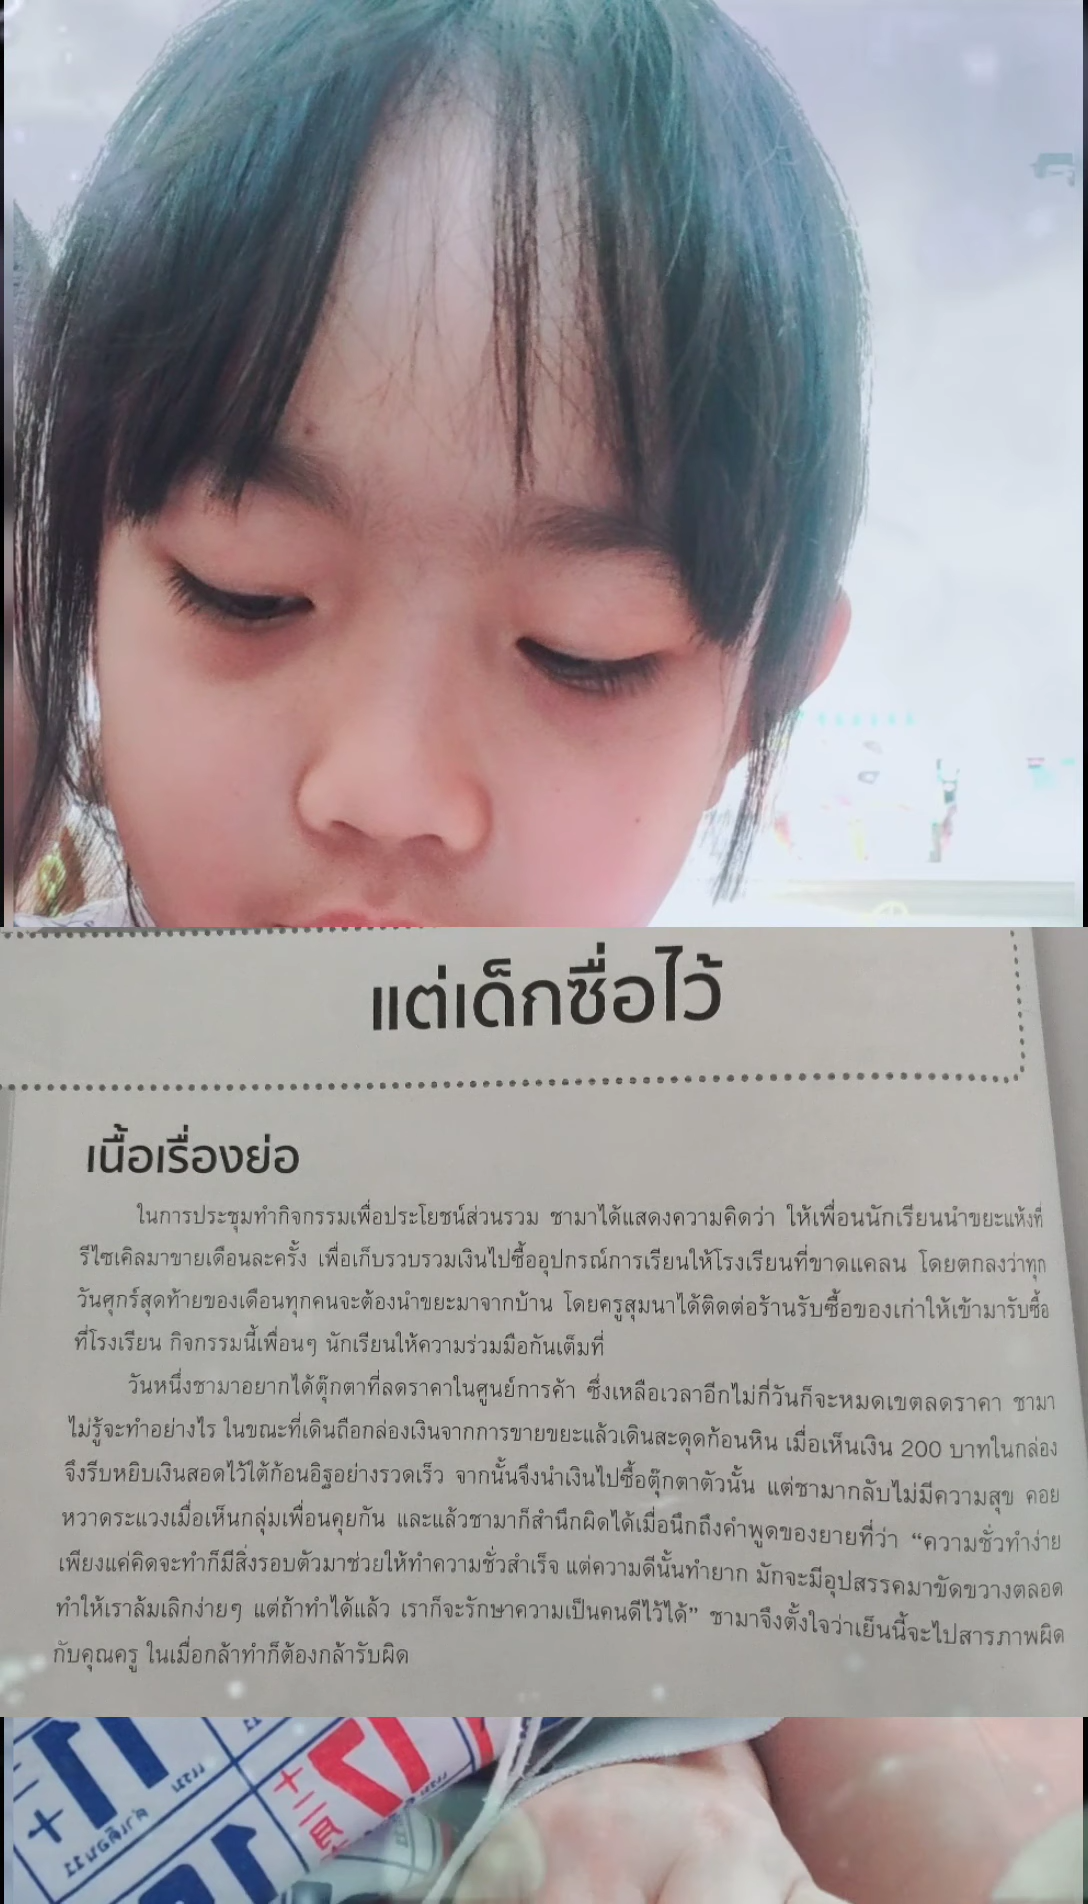 แต่เด็กซื่อไว้
เนื้อเรื่องย่อ
ในการประชุมทำกิจกรรมเพื่อประโยชน์ส่วนรวม ชามาได้แสดงความคิดว่า ให้เพื่อนนักเรียนนำขยะแห้งที่
รีไซเคิลมาขายเดือนละครั้ง เพื่อเก็บรวบรวมเงินไปซื้ออุปกรณ์การเรียนให้โรงเรียนที่ขาดแคลน โดยตกลงว่าทุก
วันศุกร์สุดท้ายของเดือนทุกคนจะต้องนำขยะมาจากบ้าน โดยครูสุมนาได้ติดต่อร้านรับซื้อของเก่าให้เข้ามารับซื้อ
ที่โรงเรียน กิจกรรมนี้เพื่อนๆ นักเรียนให้ความร่วมมือกันเต็มที่
วันหนึ่งชามาอยากได้ตุ๊กตาที่ลดราคาในศูนย์การค้า ซึ่งเหลือเวลาอีกไม่กี่วันก็จะหมดเขตลดราคา ชามา
ไม่รู้จะทำอย่างไร ในขณะที่เดินถือกล่องเงินจากการขายขยะแล้วเดินสะดุดก้อนหิน เมื่อเห็นเงิน 200 บาทในกล่อง
จึงรีบหยิบเงินสอดไว้ใต้ก้อนอิฐอย่างรวดเร็ว จากนั้นจึงนำเงินไปซื้อตุ๊กตาตัวนั้น แต่ชามากลับไม่มีความสุข คอย
หวาดระแวงเมื่อเห็นกลุ่มเพื่อนคุยกัน และแล้วชามาก็สำนึกผิดได้เมื่อนึกถึงคำพูดของยายที่ว่า “ความชั่วทำง่าย
เพียงแค่คิดจะทำก็มีสิ่งรอบตัวมาช่วยให้ทำความชั่วสำเร็จ แต่ความดีนั้นทำยาก มักจะมีอุปสรรคมาขัดขวางตลอด
ทำให้เราล้มเลิกง่ายๆ แต่ถ้าทำได้แล้ว เราก็จะรักษาความเป็นคนดีไว้ได้” ชามาจึงตั้งใจว่าเย็นนี้จะไปสารภาพผิด
กับคุณครู ในเมื่อกล้าทำก็ต้องกล้ารับผิด
11
17